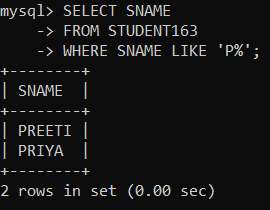 mysql> SELECT SNAME
    -> FROM STUDENT163
    -> WHERE SNAME LIKE 'P%';
+--------+
| SNAME  |
+--------+
| PREETI |
| PRIYA  |
+--------+
2 rows in set (0.00 sec)